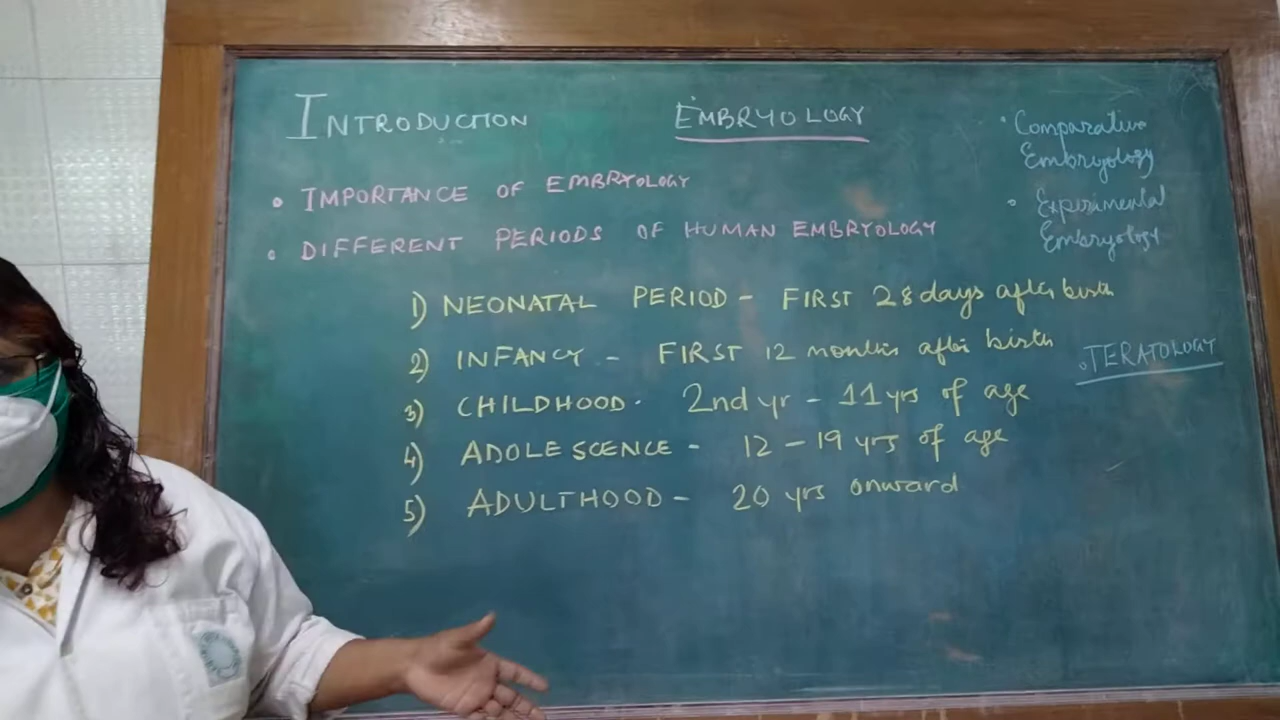 INTRODUCTION
EMBRYOLOGY
• IMPORTANCE OF EMBRYOLOGY
• DIFFERENT PERIODS OF HUMAN EMBRYOLOGY
1) NEONATAL PERIOD - FIRST 28 days after birth
2) INFANCY - FIRST 12 months after birth
3) CHILDHOOD - 2nd yr - 11 yrs of age
4) ADOLESCENCE - 12 - 19 yrs of age
5) ADULTHOOD - 20 yrs onward
• Comparative
Embryology
• Experimental
Embryology
• TERATOLOGY